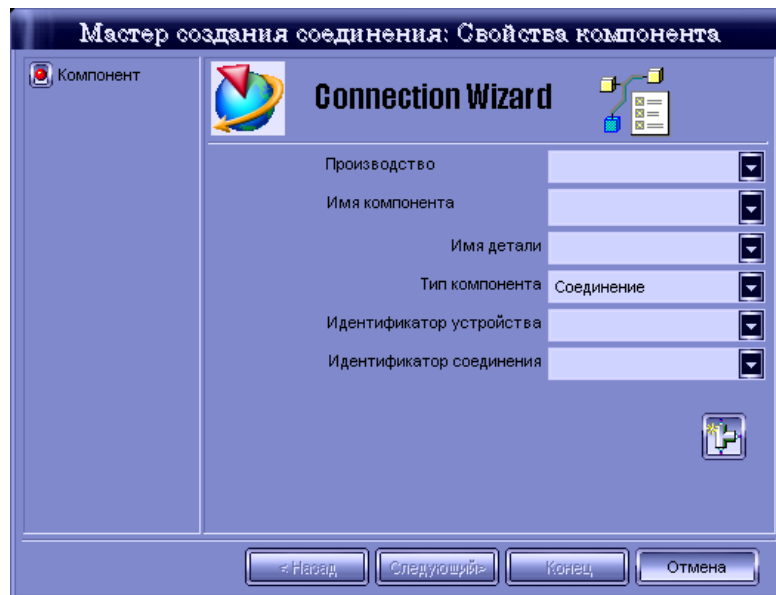 Мастер создания соединения: Свойства компонента
Компонент
Connection Wizard
Производство
Имя компонента
Имя детали
Тип компонента Соединение
Идентификатор устройства
Идентификатор соединения
< Назад Следующий> Конец Отмена